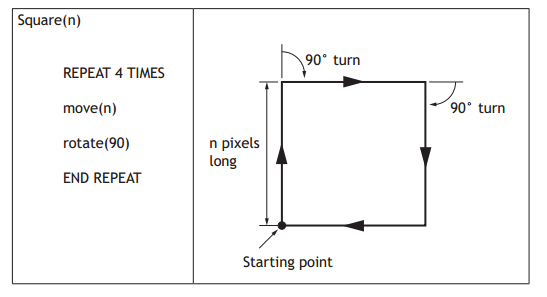 Square(n)
REPEAT 4 TIMES
move(n)
rotate(90)
END REPEAT
90° turn
90° turn
n pixels
long
Starting point